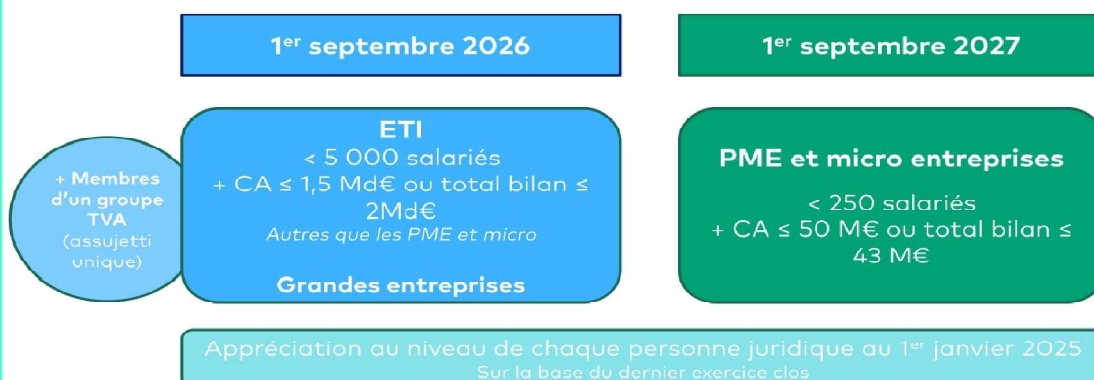 1er septembre 2026
1er septembre 2027
+ Membres
d'un groupe
TVA
(assujetti
unique)
ETI
< 5 000 salariés
+ CA ≤ 1,5 Md€ ou total bilan ≤
2Md€
Autres que les PME et micro
Grandes entreprises
PME et micro entreprises
< 250 salariés
+ CA ≤ 50 M€ ou total bilan ≤
43 M€
Appréciation au niveau de chaque personne juridique au 1er janvier 2025
Sur la base du dernier exercice clos